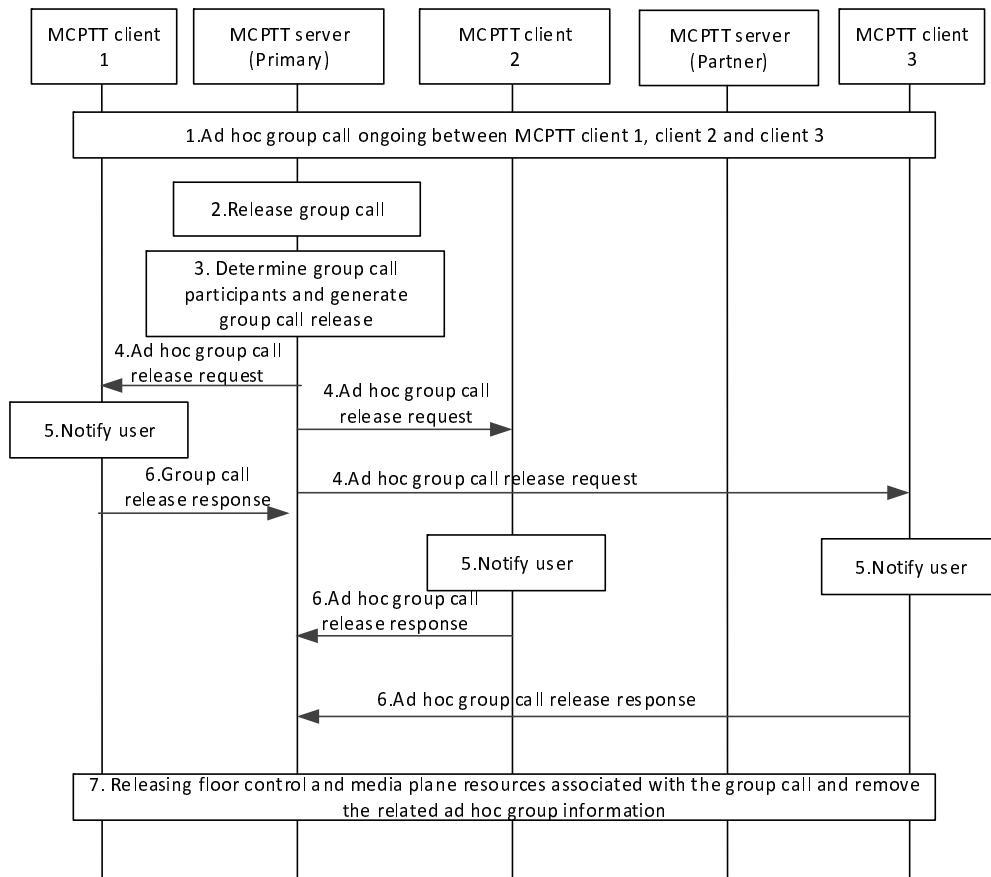 MCPTT client
1
MCPTT server
(Primary)
MCPTT client
2
MCPTT server
(Partner)
MCPTT client
3
1.Ad hoc group call ongoing between MCPTT client 1, client 2 and client 3
2.Release group call
3. Determine group call
participants and generate
group call release
4.Ad hoc group call
release request
4.Ad hoc group call
release request
5.Notify user
6.Group call
release response
4.Ad hoc group call release request
5.Notify user
5.Notify user
6.Ad hoc group call
release response
6.Ad hoc group call release response
7. Releasing floor control and media plane resources associated with the group call and remove
the related ad hoc group information